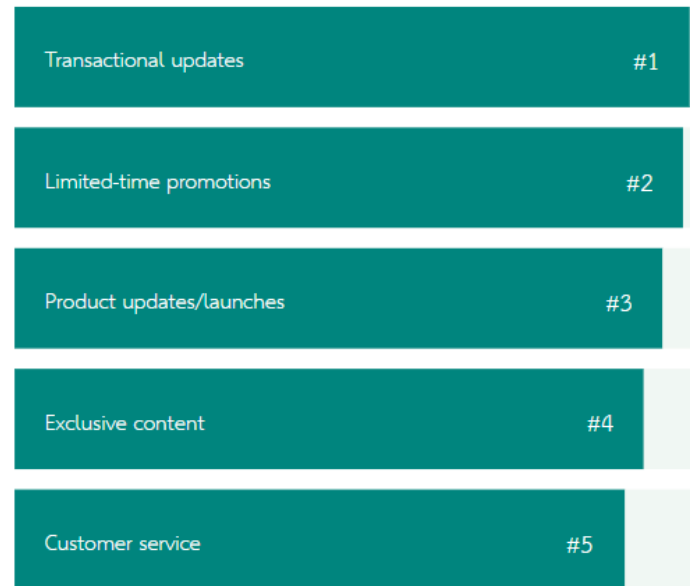 Transactional updates #1
Limited-time promotions #2
Product updates/launches #3
Exclusive content #4
Customer service #5